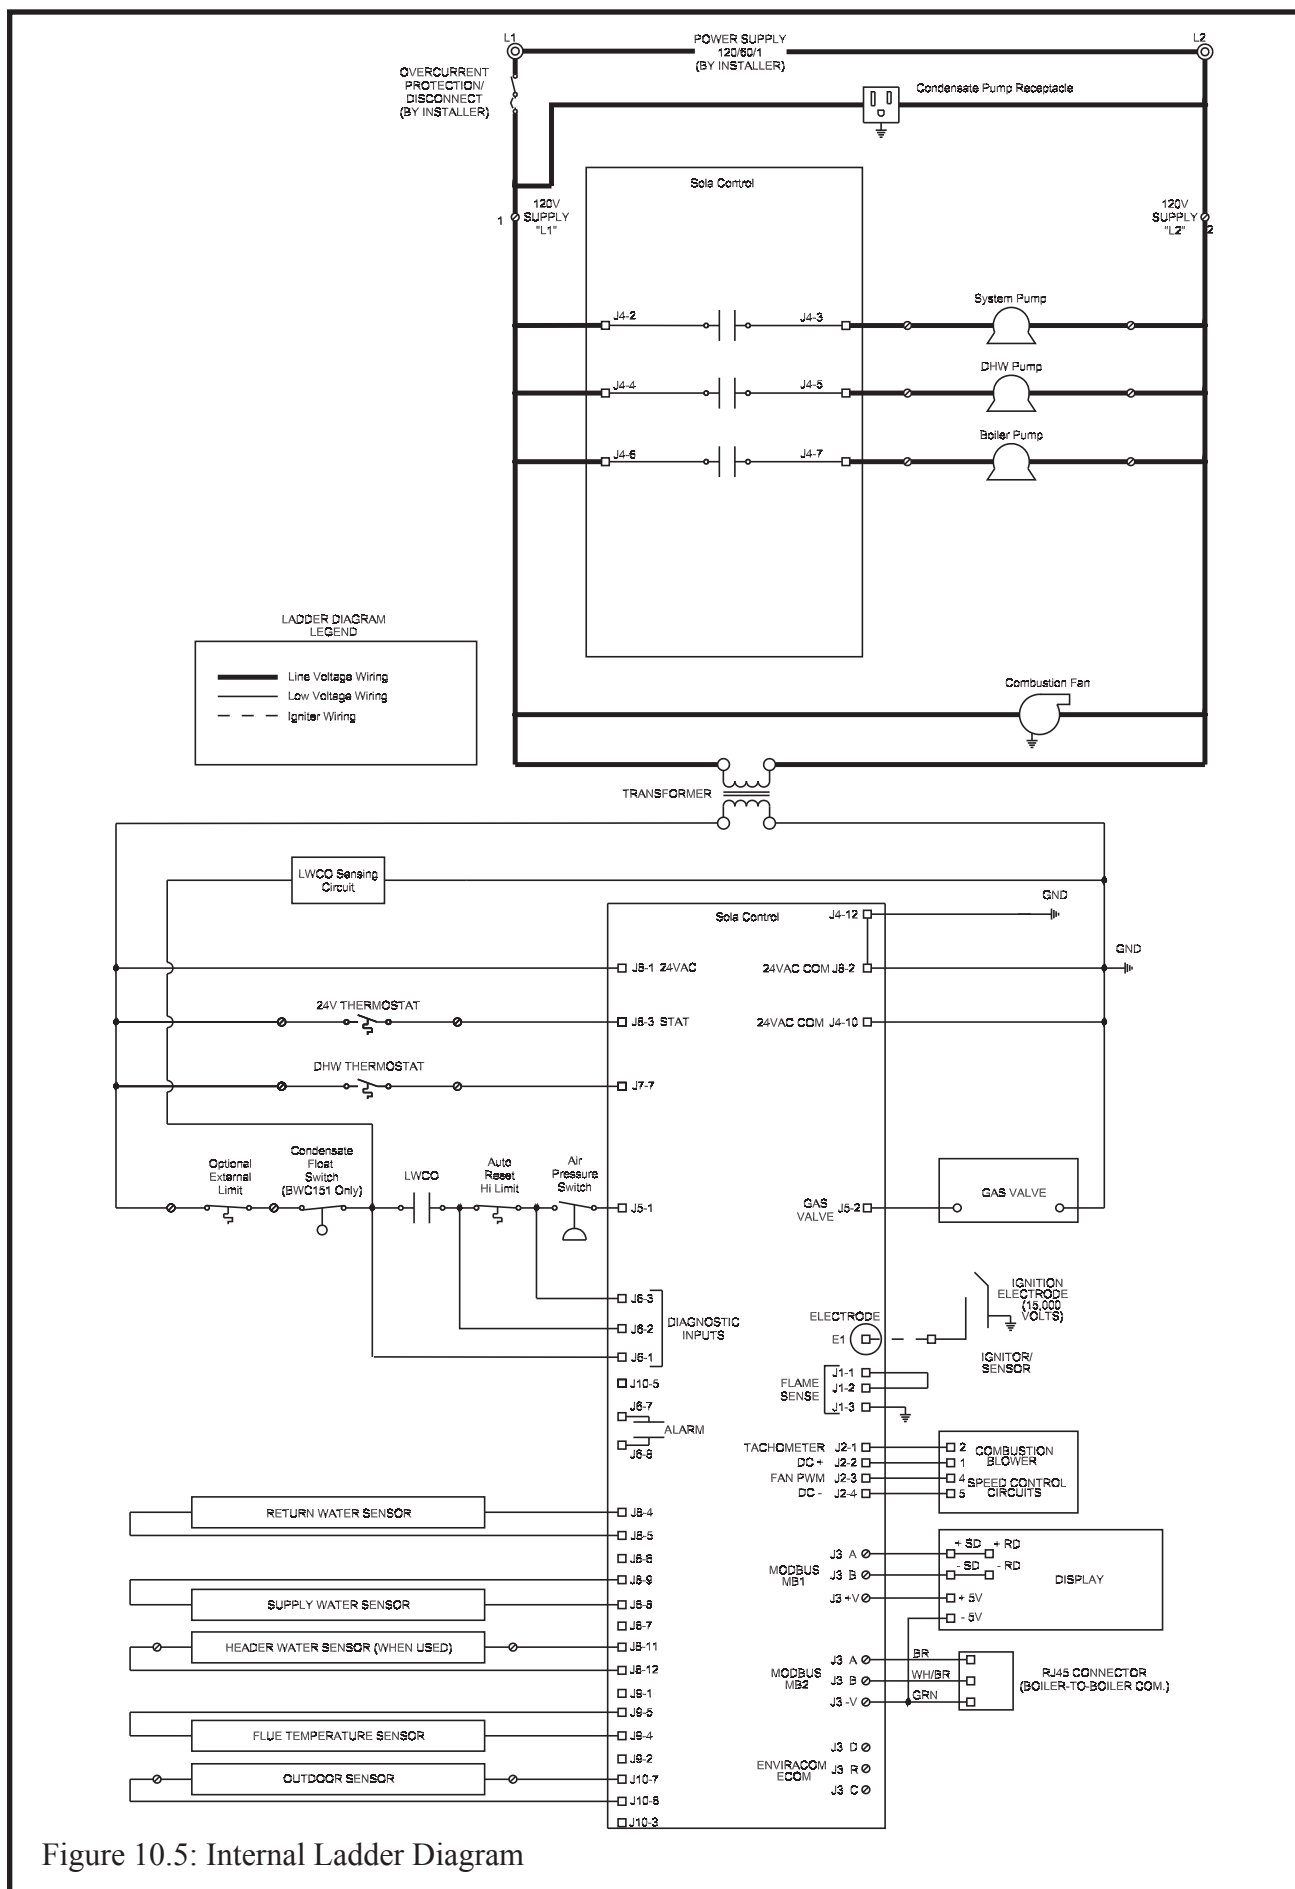 L1
POWER SUPPLY
120/60/1
(BY INSTALLER)
L2
OVERCURRENT
PROTECTION/
DISCONNECT
(BY INSTALLER)
Condensate Pump Receptacle
Sola Control
1
120V
SUPPLY
"L1"
120V
SUPPLY
"L2"
2
System Pump
J4-2
J4-3
DHW Pump
J4-4
J4-5
Boiler Pump
J4-6
J4-7
LADDER DIAGRAM
LEGEND
Line Voltage Wiring
Low Voltage Wiring
Igniter Wiring
Combustion Fan
TRANSFORMER
LWCO Sensing
Circuit
Sola Control
J4-12
GND
GND
J8-1 24VAC
24VAC COM J8-2
24V THERMOSTAT
J8-3 STAT
24VAC COM J4-10
DHW THERMOSTAT
J7-7
Optional
External
Limit
Condensate
Float
Switch
(BWC151 Only)
LWCO
Auto
Reset
Hi Limit
Air
Pressure
Switch
J5-1
GAS
VALVE
J5-2
GAS VALVE
J6-3
J6-2
J6-1
DIAGNOSTIC
INPUTS
ELECTRODE
E1
IGNITION
ELECTRODE
(15,000
VOLTS)
IGNITOR/
SENSOR
J10-5
J6-7
ALARM
J6-8
FLAME
SENSE
J1-1
J1-2
J1-3
TACHOMETER J2-1
DC + J2-2
FAN PWM J2-3
DC - J2-4
2
1
4
5
COMBUSTION
BLOWER
SPEED CONTROL
CIRCUITS
RETURN WATER SENSOR
J8-4
J8-5
J8-9
SUPPLY WATER SENSOR
HEADER WATER SENSOR (WHEN USED)
J8-11
J8-12
J9-1
J9-5
FLUE TEMPERATURE SENSOR
J9-4
J9-2
OUTDOOR SENSOR
J10-7
J10-8
J10-3
MODBUS
MB1
J3 A
J3 B
J3 +V
+ SD
+ RD
- SD
- RD
+ 5V
- 5V
DISPLAY
MODBUS
MB2
J3 A
J3 B
J3 -V
BR
WH/BR
GRN
RJ45 CONNECTOR
(BOILER-TO-BOILER COM.)
ENVIRACOM
ECOM
J3 D
J3 R
J3 C
Figure 10.5: Internal Ladder Diagram